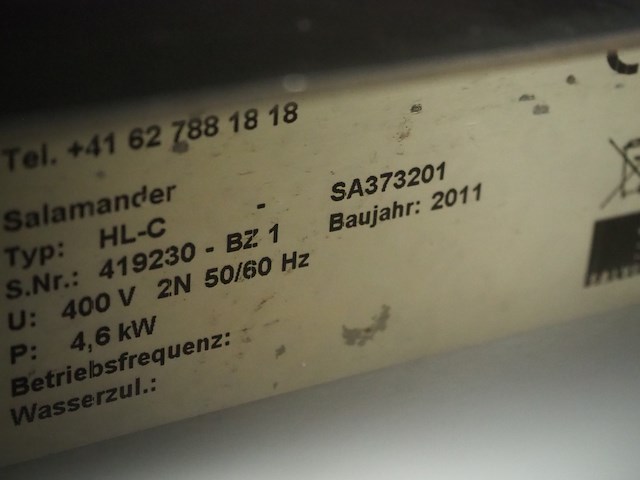 Tel. +41 62 788 18 18
Salamander - SA373201
Typ: HL-C Baujahr: 2011
S.Nr.: 419230 - BZ 1
U: 400 V 2N 50/60 Hz
P: 4,6 kW
Betriebsfrequenz:
Wasserzul.: